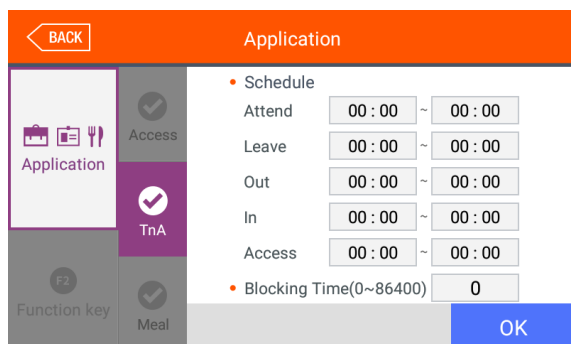 BACK
Application
Application
F2
Function key
Access
TnA
Meal
• Schedule
Attend 00 : 00 ~ 00 : 00
Leave 00 : 00 ~ 00 : 00
Out 00 : 00 ~ 00 : 00
In 00 : 00 ~ 00 : 00
Access 00 : 00 ~ 00 : 00
• Blocking Time(0~86400) 0
OK